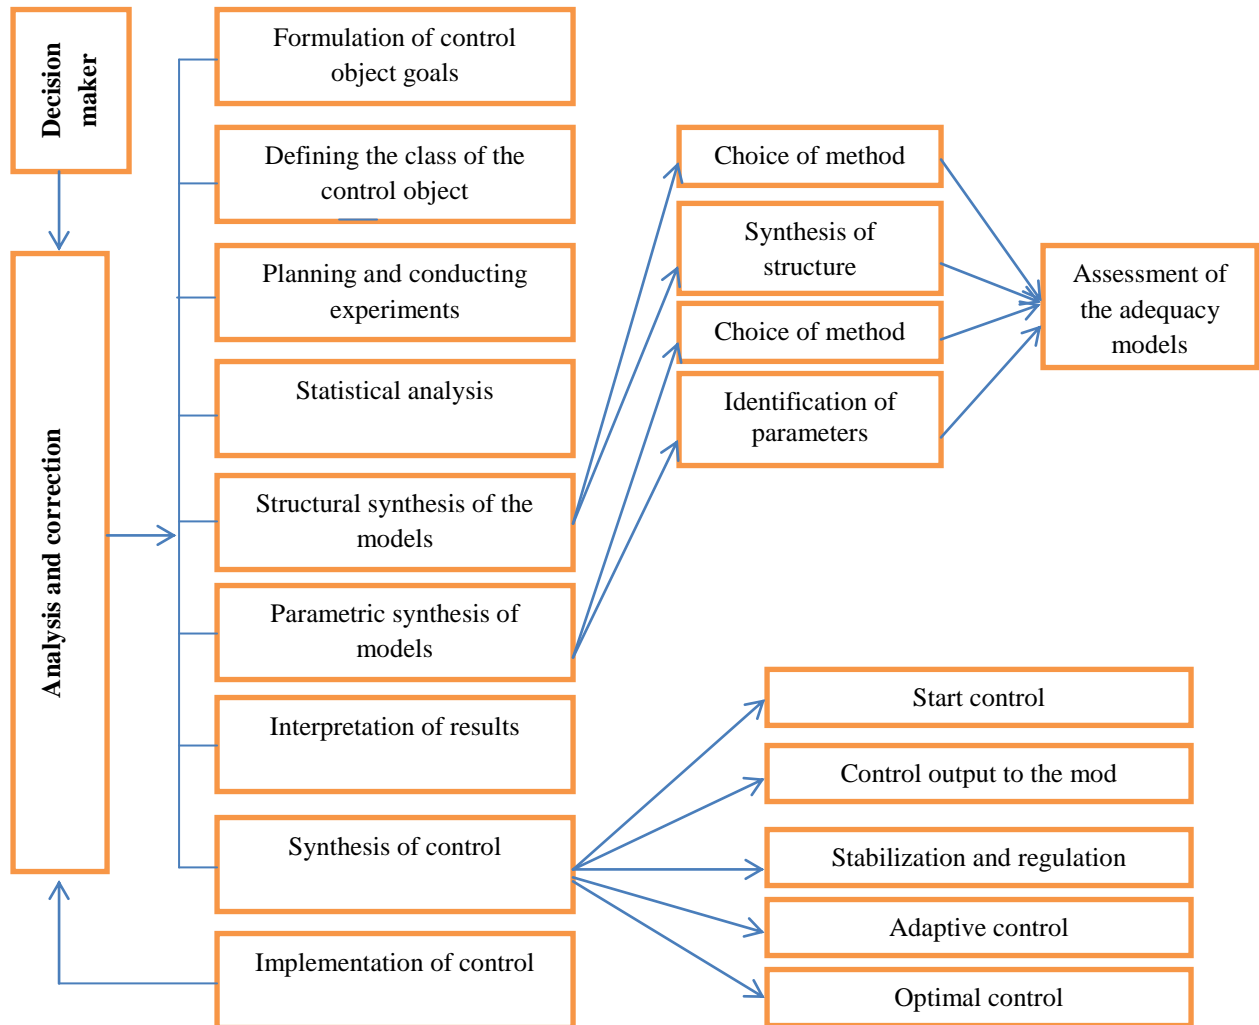 Decision
maker
Analysis and correction
Formulation of control
object goals
Defining the class of the
control object
Planning and conducting
experiments
Statistical analysis
Structural synthesis of the
models
Parametric synthesis of
models
Interpretation of results
Synthesis of control
Implementation of control
Choice of method
Synthesis of
structure
Choice of method
Identification of
parameters
Assessment of
the adequacy
models
Start control
Control output to the mod
Stabilization and regulation
Adaptive control
Optimal control